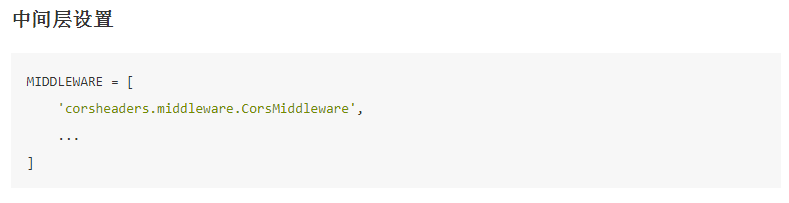 中间层设置
MIDDLEWARE = [
    'corsheaders.middleware.CorsMiddleware',
    ...
]